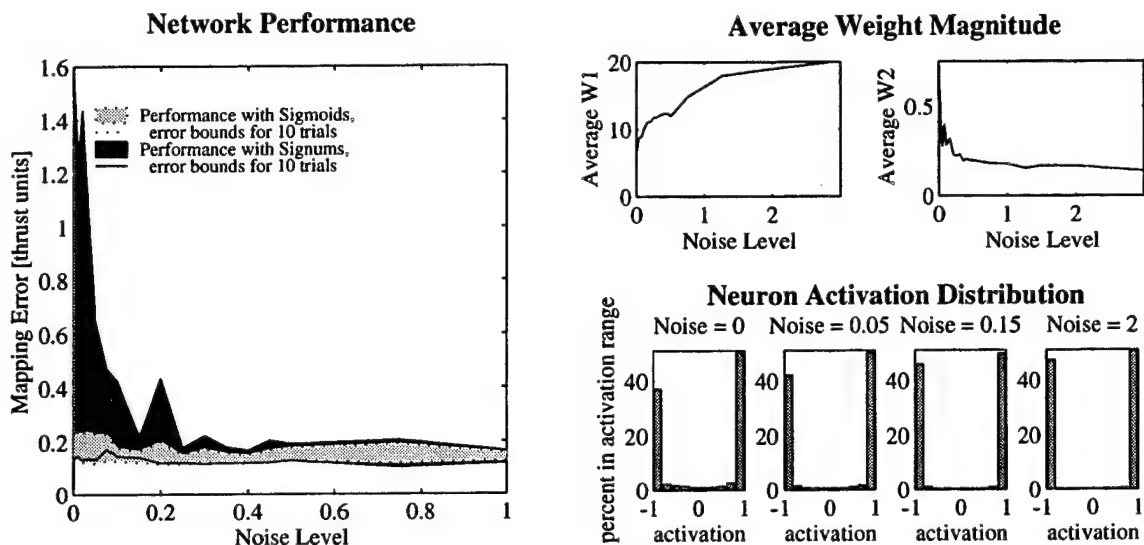 Network Performance
1.6
1.4
1.2
1
0.8
0.6
0.4
0.2
0
Mapping Error [thrust units]
Performance with Sigmoids,
error bounds for 10 trials
Performance with Signums,
error bounds for 10 trials
0 0.2 0.4 0.6 0.8 1
Noise Level
Average Weight Magnitude
20
10
0
Average W1
0 1 2
Noise Level
0.5
0
Average W2
0 1 2
Noise Level
Neuron Activation Distribution
percent in activation range
Noise = 0 Noise = 0.05 Noise = 0.15 Noise = 2
40 40 40 40
20 20 20 20
0 0 0 0
-1 0 1 -1 0 1 -1 0 1 -1 0 1
activation activation activation activation